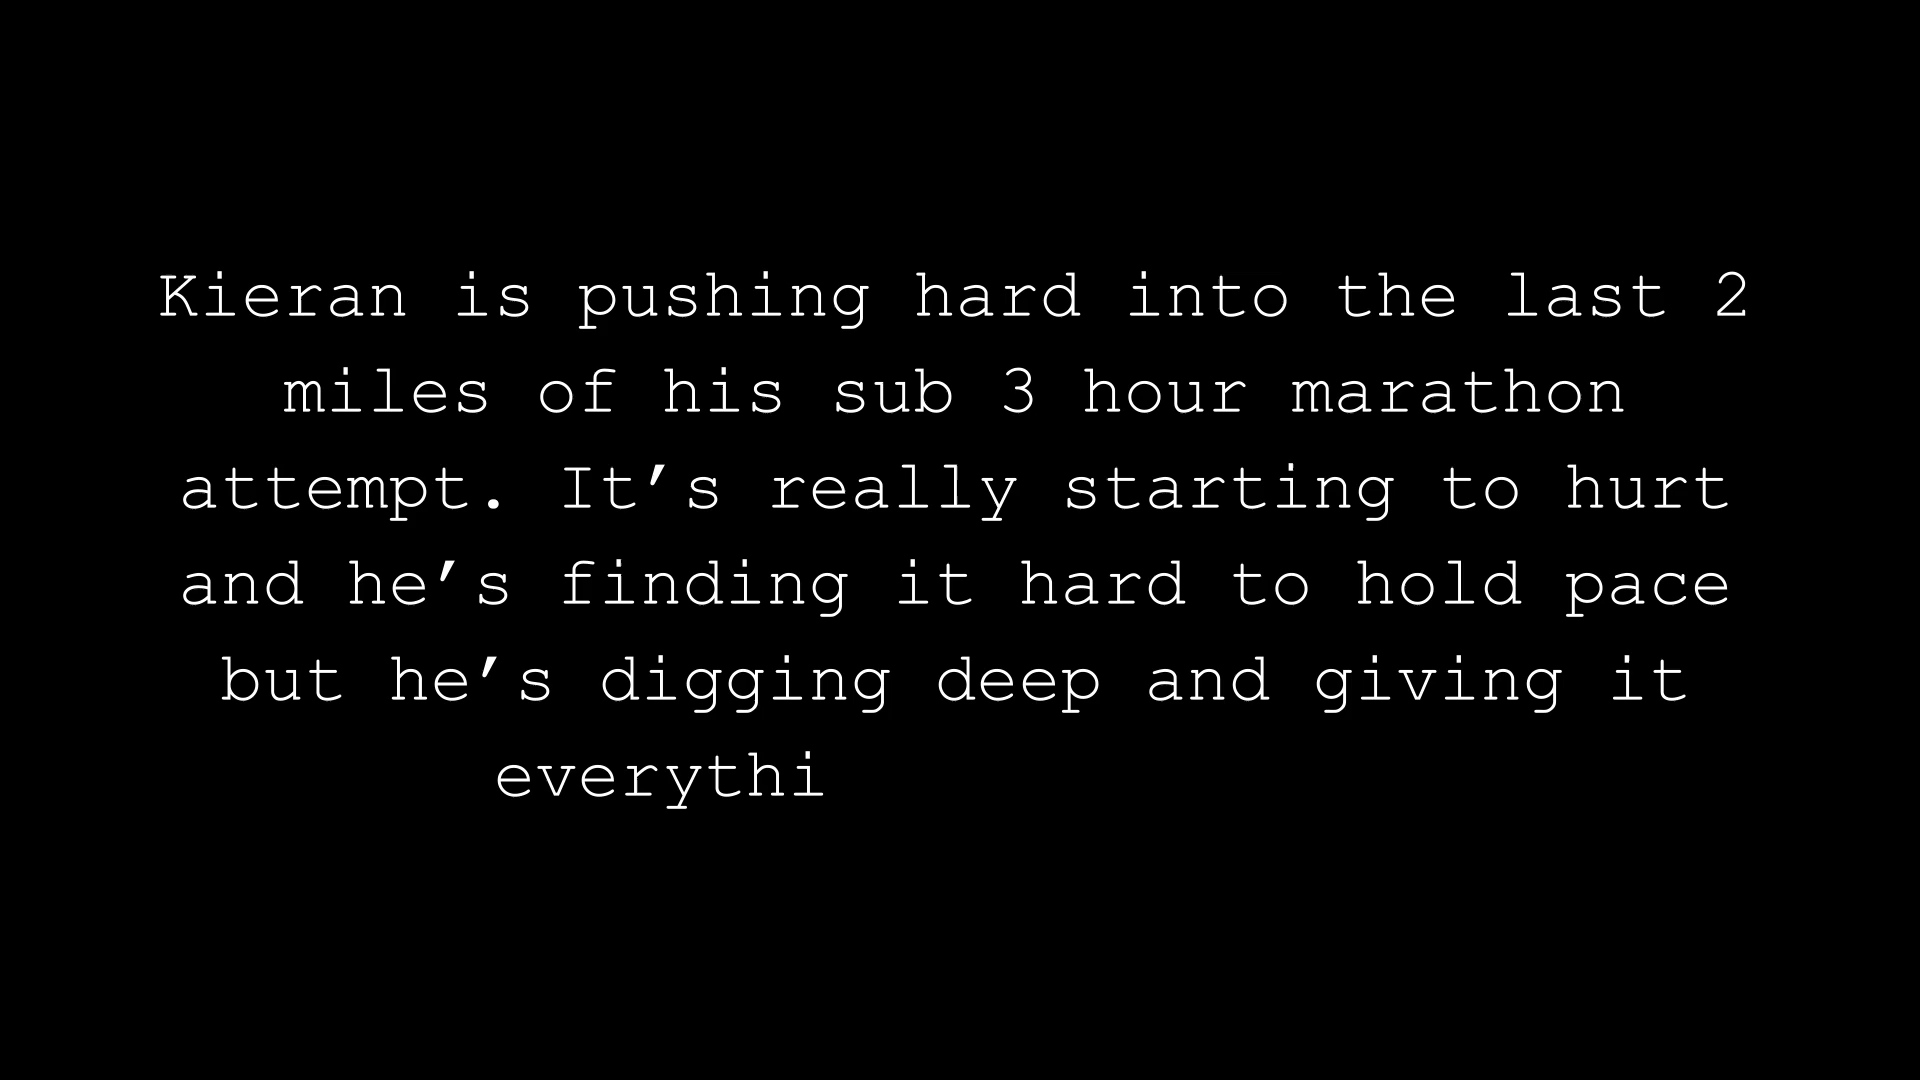 Kieran is pushing hard into the last 2
miles of his sub 3 hour marathon
attempt. It’s really starting to hurt
and he’s finding it hard to hold pace
but he’s digging deep and giving it
everythi